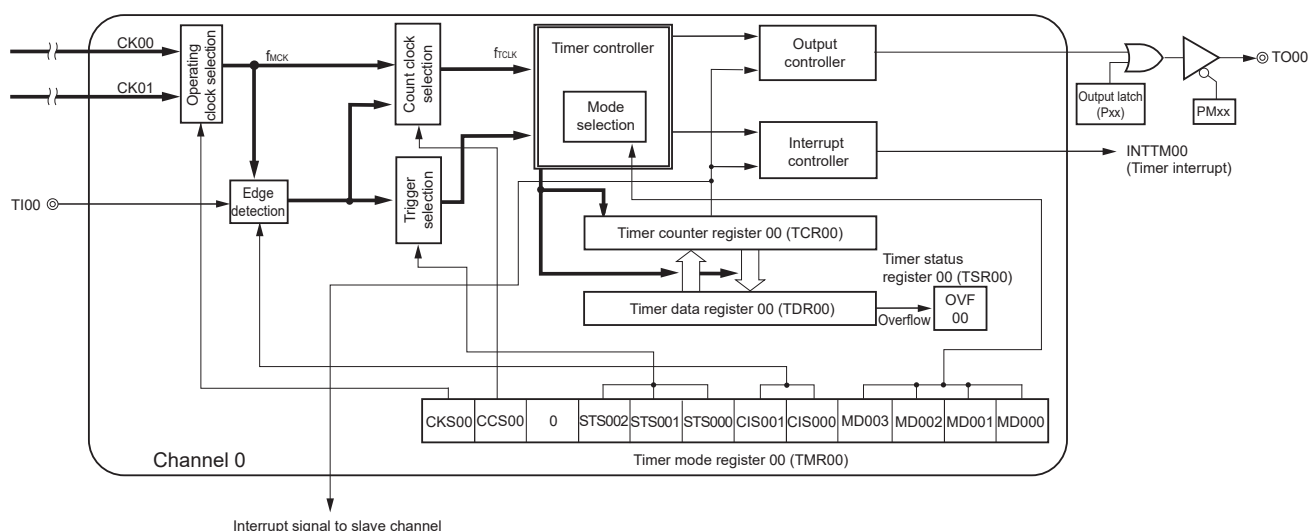 CK00
CK01
Operating
clock selection
fMCK
Count clock
selection
fTCLK
Timer controller
Mode
selection
Output
controller
Interrupt
controller
Output latch
(Pxx)
PMxx
TO00
INTTM00
(Timer interrupt)
TI00
Edge
detection
Trigger
selection
Timer counter register 00 (TCR00)
Timer status
register 00 (TSR00)
Timer data register 00 (TDR00)
Overflow
OVF
00
CKS00 CCS00 0 STS002 STS001 STS000 CIS001 CIS000 MD003 MD002 MD001 MD000
Channel 0
Timer mode register 00 (TMR00)
Interrupt signal to slave channel